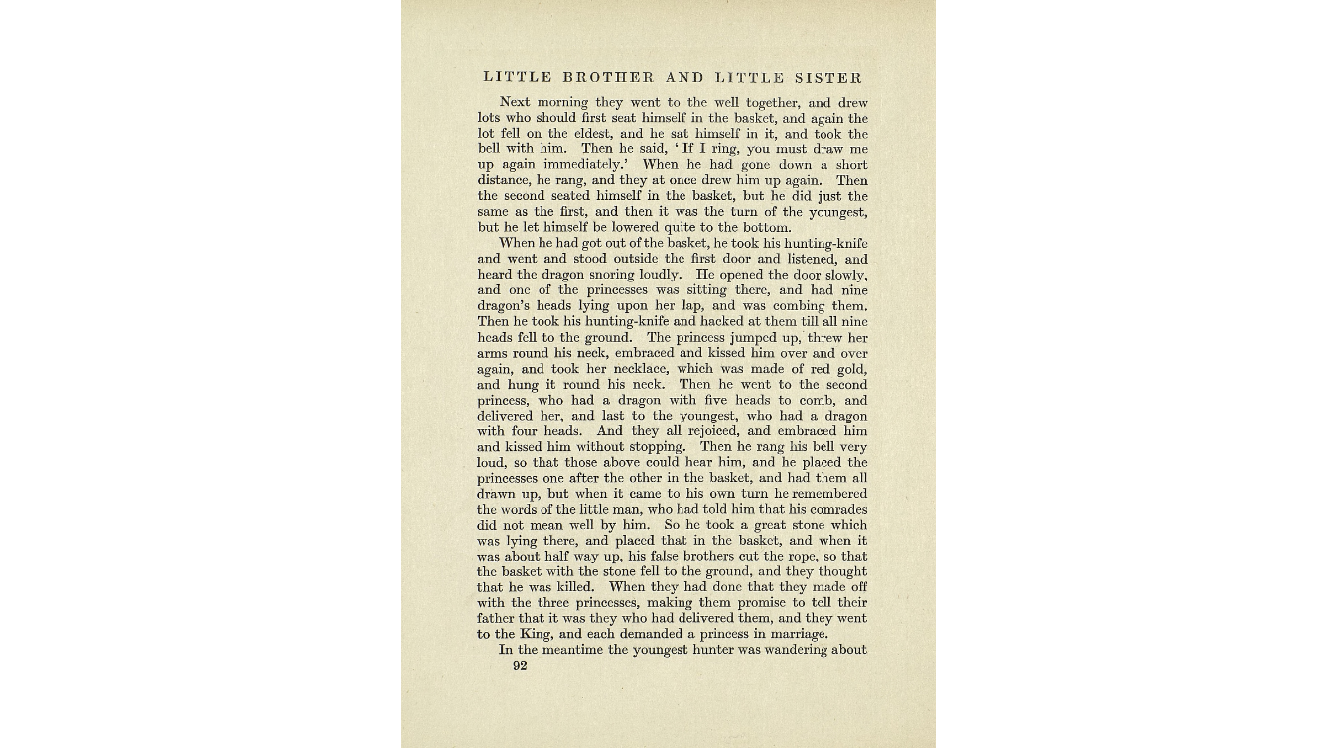 LITTLE BROTHER AND LITTLE SISTER
Next morning they went to the well together, and drew
lots who should first seat himself in the basket, and again the
lot fell on the eldest, and he sat himself in it, and took the
bell with him. Then he said, ‘If I ring, you must draw me
up again immediately.’ When he had gone down a short
distance, he rang, and they at once drew him up again. Then
the second seated himself in the basket, but he did just the
same as the first, and then it was the turn of the youngest,
but he let himself be lowered quite to the bottom.
When he had got out of the basket, he took his hunting-knife
and went and stood outside the first door and listened, and
heard the dragon snoring loudly. He opened the door slowly,
and one of the princesses was sitting there, and had nine
dragon's heads lying upon her lap, and was combing them.
Then he took his hunting-knife and hacked at them till all nine
heads fell to the ground. The princess jumped up, threw her
arms round his neck, embraced and kissed him over and over
again, and took her necklace, which was made of red gold,
and hung it round his neck. Then he went to the second
princess, who had a dragon with five heads to comb, and
delivered her, and last to the youngest, who had a dragon
with four heads. And they all rejoiced, and embraced him
and kissed him without stopping. Then he rang his bell very
loud, so that those above could hear him, and he placed the
princesses one after the other in the basket, and had them all
drawn up, but when it came to his own turn he remembered
the words of the little man, who had told him that his comrades
did not mean well by him. So he took a great stone which
was lying there, and placed that in the basket, and when it
was about half way up, his false brothers cut the rope, so that
the basket with the stone fell to the ground, and they thought
that he was killed. When they had done that they made off
with the three princesses, making them promise to tell their
father that it was they who had delivered them, and they went
to the King, and each demanded a princess in marriage.
In the meantime the youngest hunter was wandering about
92